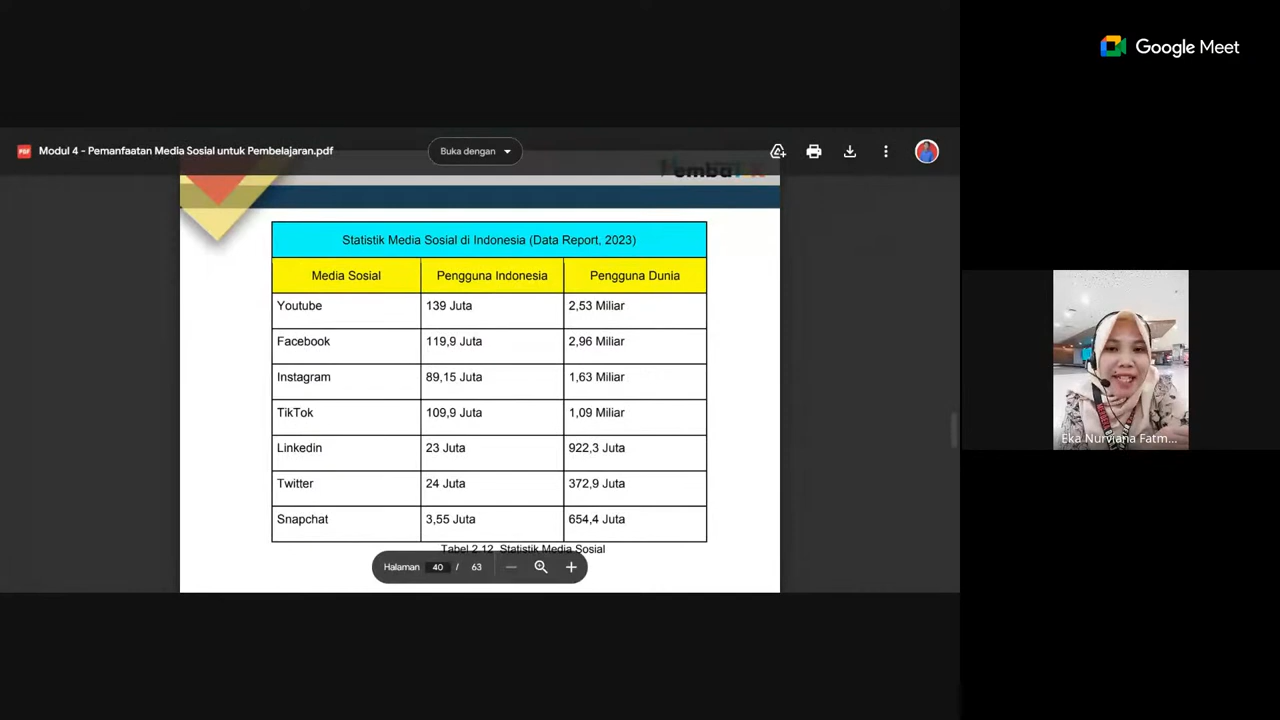 Google Meet
Modul 4 - Pemanfaatan Media Sosial untuk Pembelajaran.pdf
Buka dengan
Statistik Media Sosial di Indonesia (Data Report, 2023)
Media Sosial Pengguna Indonesia Pengguna Dunia
Youtube 139 Juta 2,53 Miliar
Facebook 119,9 Juta 2,96 Miliar
Instagram 89,15 Juta 1,63 Miliar
TikTok 109,9 Juta 1,09 Miliar
Linkedin 23 Juta 922,3 Juta
Twitter 24 Juta 372,9 Juta
Snapchat 3,55 Juta 654,4 Juta
Tabel 2.12 Statistik Media Sosial
Halaman 40 / 63
Eka Nurviana Fatm...